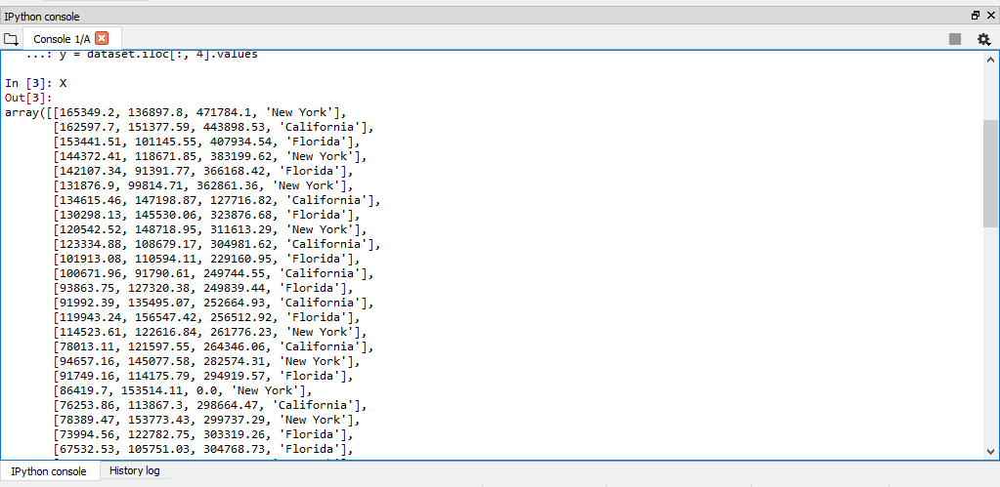 IPython console
Console 1/A
...: y = dataset.iloc[:, 4].values
In [3]: X
Out[3]:
array([[165349.2, 136897.8, 471784.1, 'New York'],
[162597.7, 151377.59, 443898.53, 'California'],
[153441.51, 101145.55, 407934.54, 'Florida'],
[144372.41, 118671.85, 383199.62, 'New York'],
[142107.34, 91391.77, 366168.42, 'Florida'],
[131876.9, 99814.71, 362861.36, 'New York'],
[134615.46, 147198.87, 127716.82, 'California'],
[130298.13, 145530.06, 323876.68, 'Florida'],
[120542.52, 148718.95, 311613.29, 'New York'],
[123334.88, 108679.17, 304981.62, 'California'],
[101913.08, 110594.11, 229160.95, 'Florida'],
[100671.96, 91790.61, 249744.55, 'California'],
[93863.75, 127320.38, 249839.44, 'Florida'],
[91992.39, 135495.07, 252664.93, 'California'],
[119943.24, 156547.42, 256512.92, 'Florida'],
[114523.61, 122616.84, 261776.23, 'New York'],
[78013.11, 121597.55, 264346.06, 'California'],
[94657.16, 145077.58, 282574.31, 'New York'],
[91749.16, 114175.79, 294919.57, 'Florida'],
[86419.7, 153514.11, 0.0, 'New York'],
[76253.86, 113867.3, 298664.47, 'California'],
[78389.47, 153773.43, 299737.29, 'New York'],
[73994.56, 122782.75, 303319.26, 'Florida'],
[67532.53, 105751.03, 304768.73, 'Florida'],
IPython console
History log